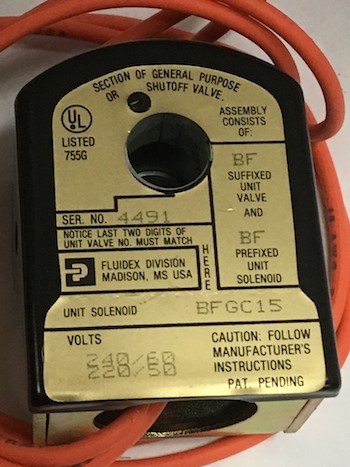 SECTION OF GENERAL PURPOSE
OR SHUTOFF VALVE
UL
LISTED
755G
ASSEMBLY
CONSISTS
OF:
BF
SUFFIXED
UNIT
VALVE
AND
BF
PREFIXED
UNIT
SOLENOID
SER. NO. 4491
NOTICE LAST TWO DIGITS OF
UNIT VALVE NO. MUST MATCH
HERE
FLUIDEX DIVISION
MADISON, MS USA
UNIT SOLENOID BFGC15
VOLTS
240/60
220/50
CAUTION: FOLLOW
MANUFACTURER'S
INSTRUCTIONS
PAT. PENDING